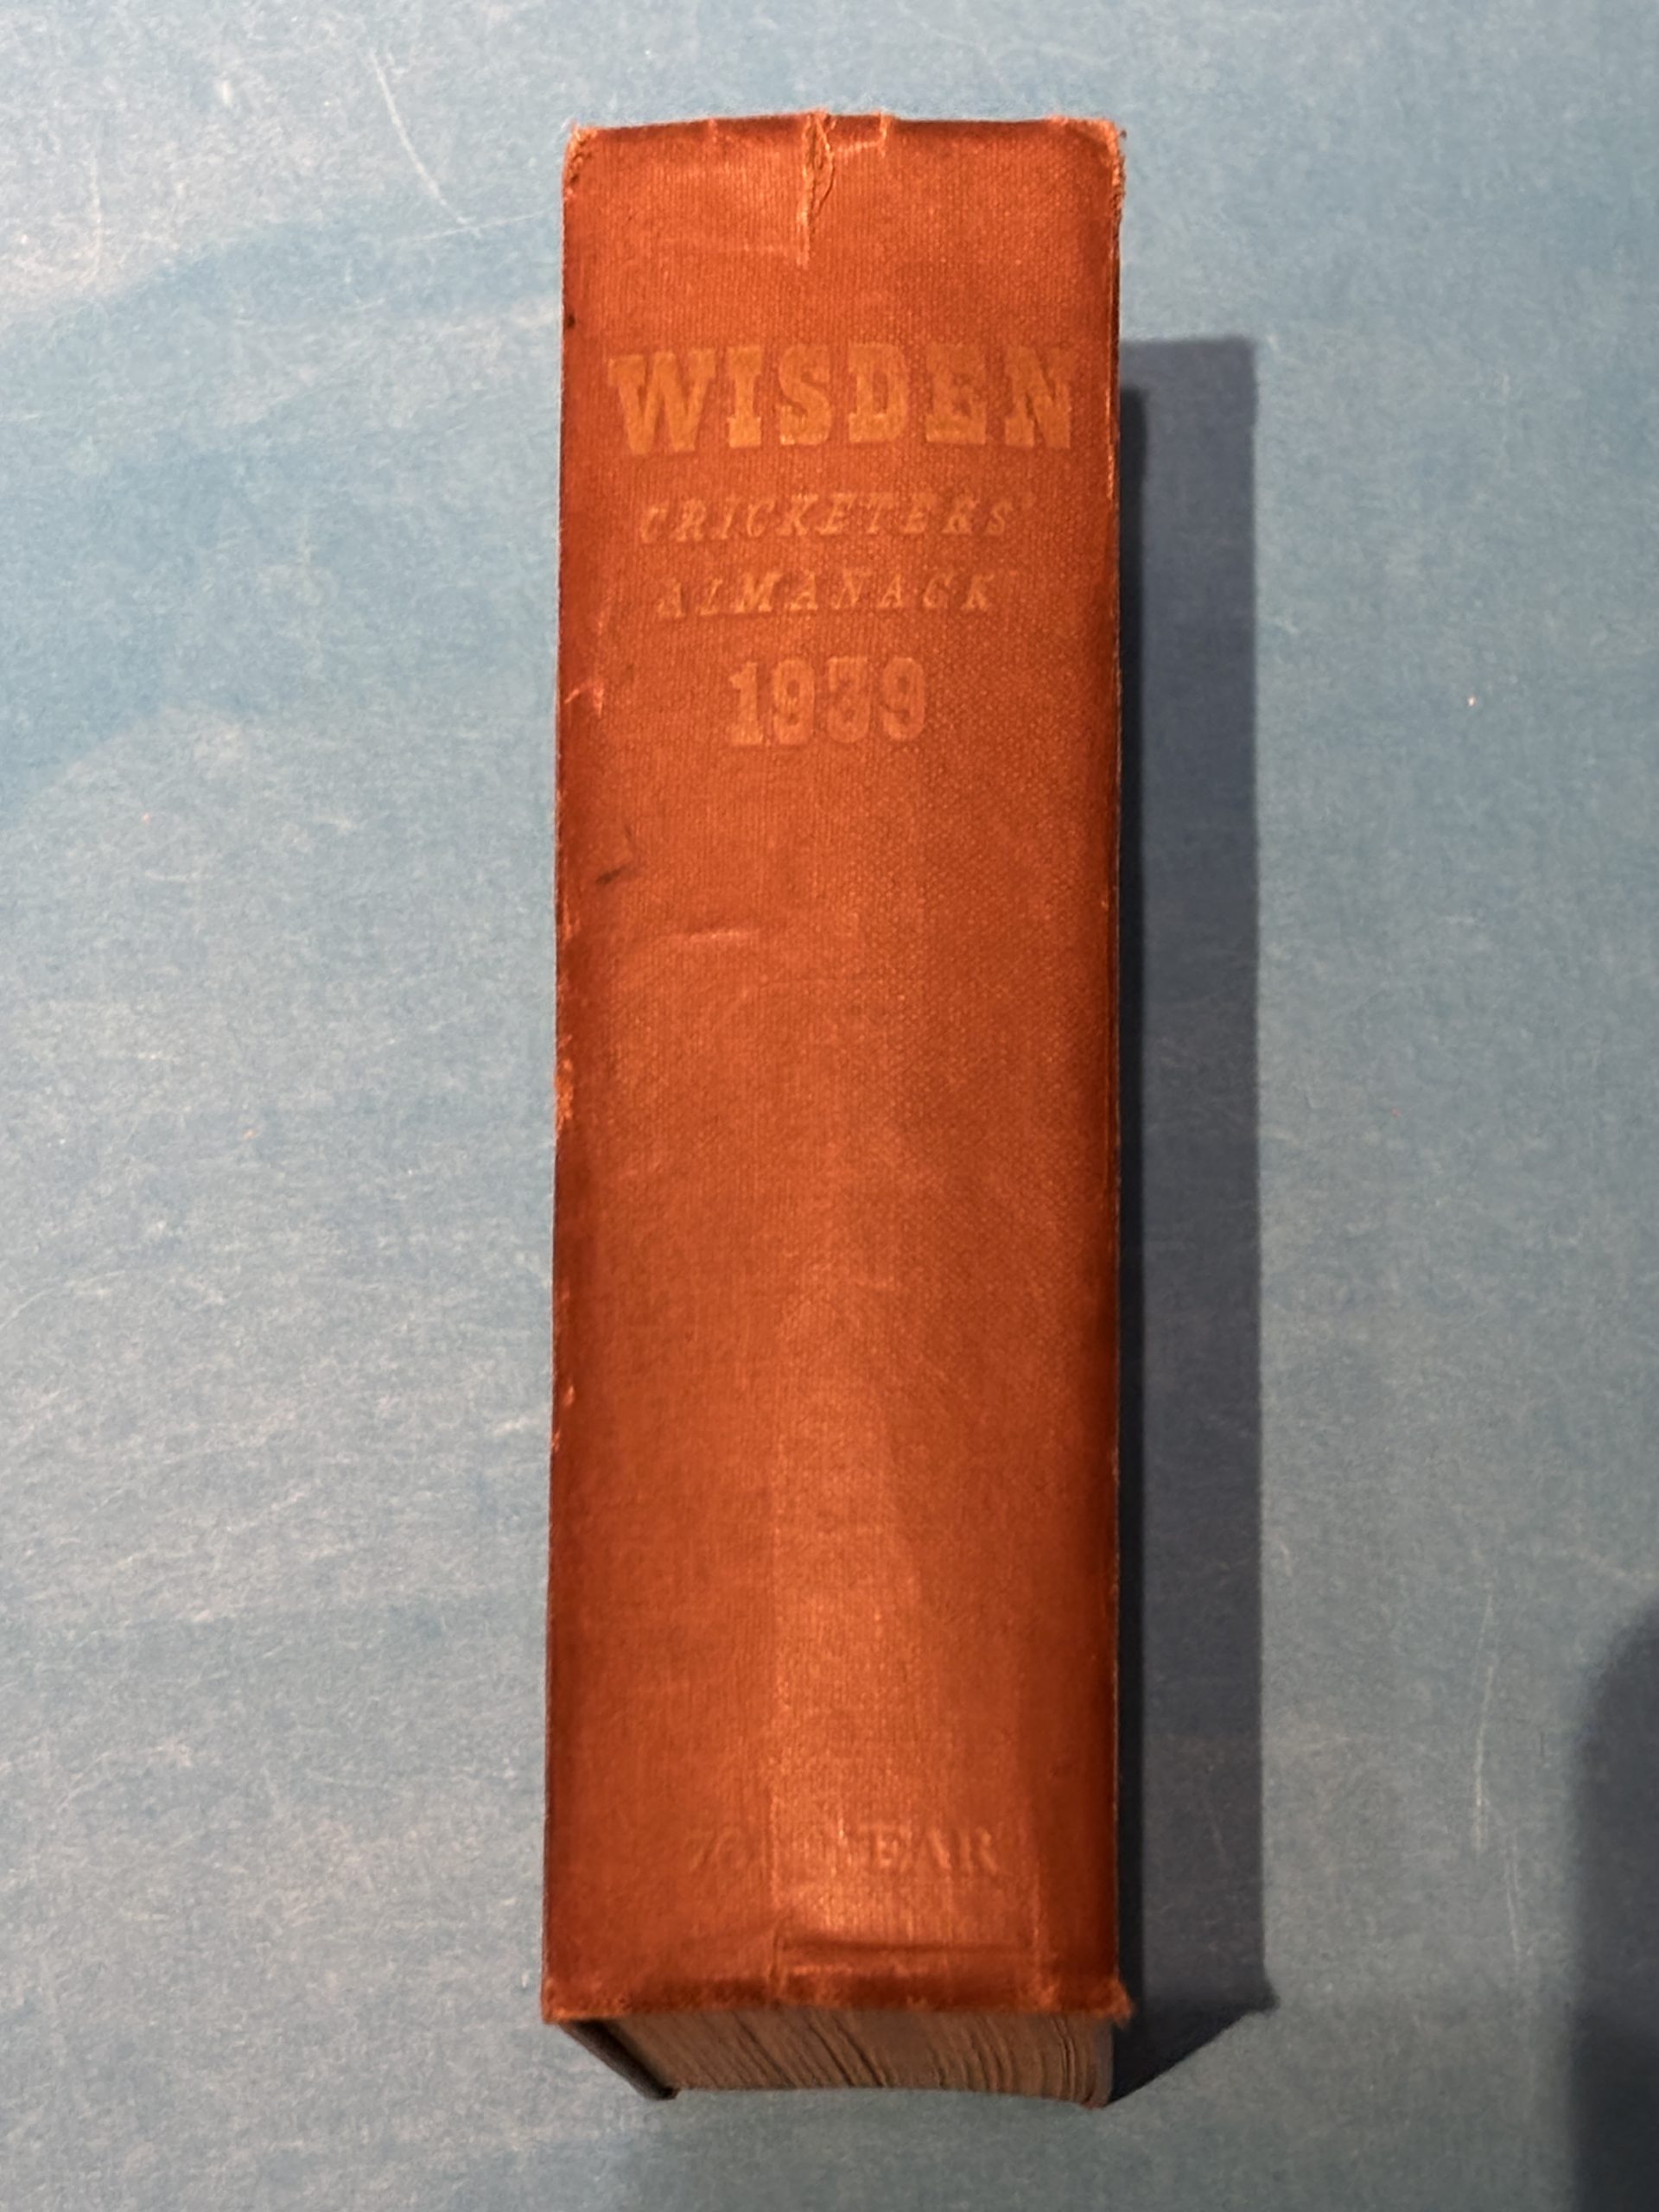 WISDEN
CRICKETERS'
ALMANACK
1939
YEAR